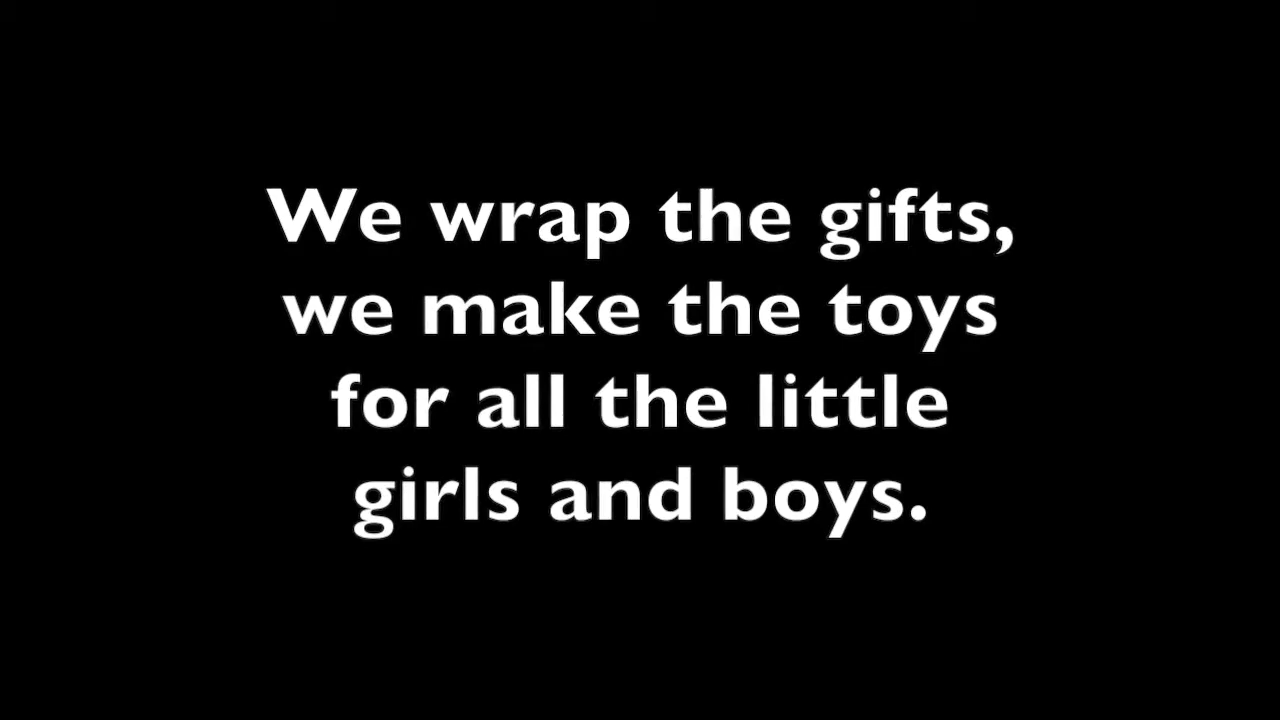 We wrap the gifts,
we make the toys
for all the little
girls and boys.